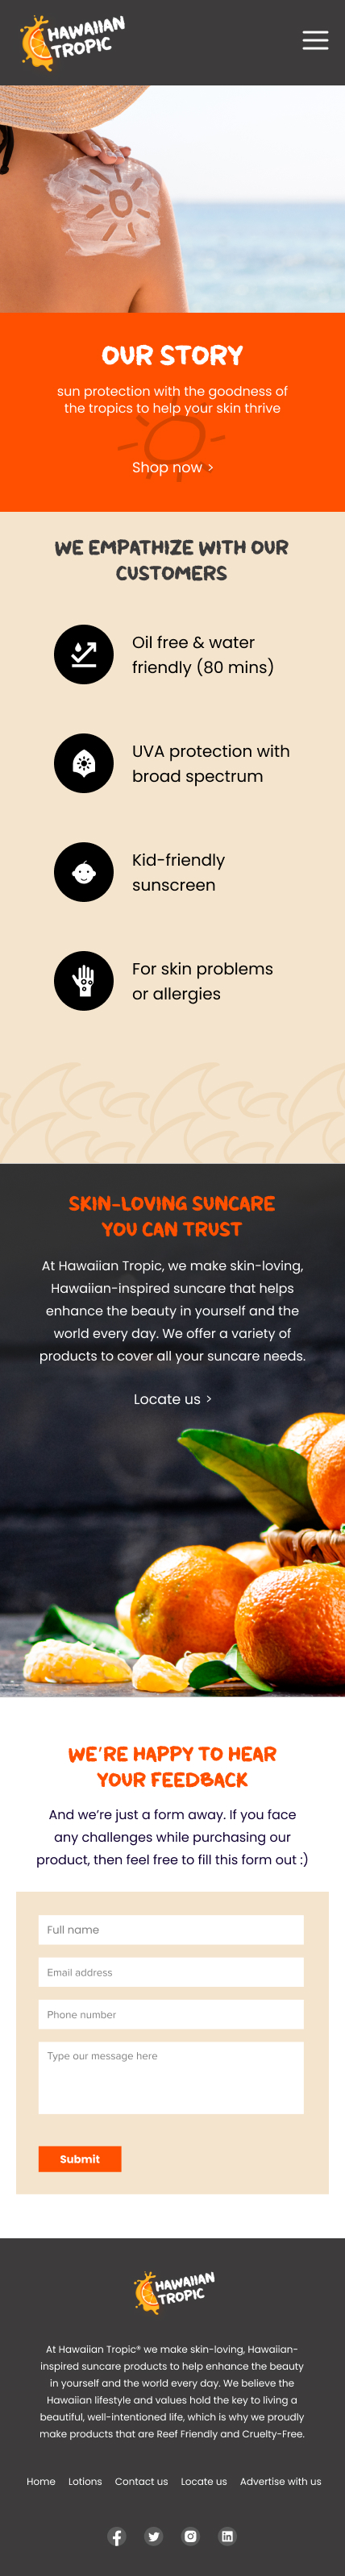 HAWAIIAN
TROPIC
OUR STORY
sun protection with the goodness of
the tropics to help your skin thrive
Shop now >
WE EMPATHIZE WITH OUR
CUSTOMERS
Oil free & water
friendly (80 mins)
UVA protection with
broad spectrum
Kid-friendly
sunscreen
For skin problems
or allergies
SKIN-LOVING SUNCARE
YOU CAN TRUST
At Hawaiian Tropic, we make skin-loving,
Hawaiian-inspired suncare that helps
enhance the beauty in yourself and the
world every day. We offer a variety of
products to cover all your suncare needs.
Locate us >
WE'RE HAPPY TO HEAR
YOUR FEEDBACK
And we're just a form away. If you face
any challenges while purchasing our
product, then feel free to fill this form out :)
Full name
Email address
Phone number
Type our message here
Submit
HAWAIIAN
TROPIC
At Hawaiian Tropic® we make skin-loving, Hawaiian-
inspired suncare products to help enhance the beauty
in yourself and the world every day. We believe the
Hawaiian lifestyle and values hold the key to living a
beautiful, well-intentioned life, which is why we proudly
make products that are Reef Friendly and Cruelty-Free.
Home Lotions Contact us Locate us Advertise with us